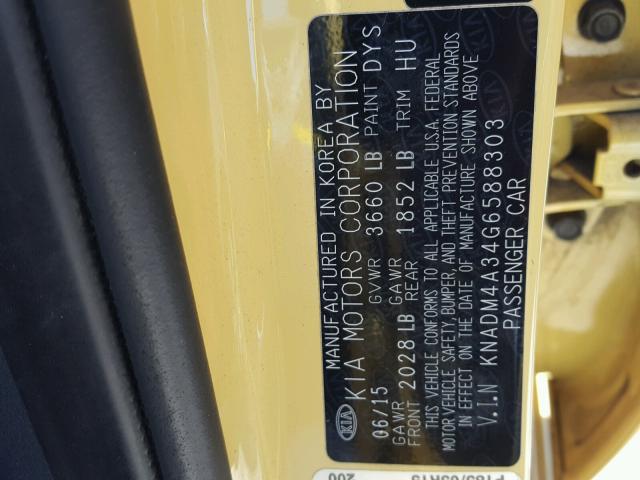 MANUFACTURED IN KOREA BY
KIA KIA MOTORS CORPORATION
06/15 GVWR 3660 LB PAINT DYS
GAWR FRONT 2028 LB GAWR REAR 1852 LB TRIM HU
THIS VEHICLE CONFORMS TO ALL APPLICABLE U.S.A. FEDERAL
MOTOR VEHICLE SAFETY, BUMPER, AND THEFT PREVENTION STANDARDS
IN EFFECT ON THE DATE OF MANUFACTURE SHOWN ABOVE
V.I.N KNADM4A34G6588303
PASSENGER CAR